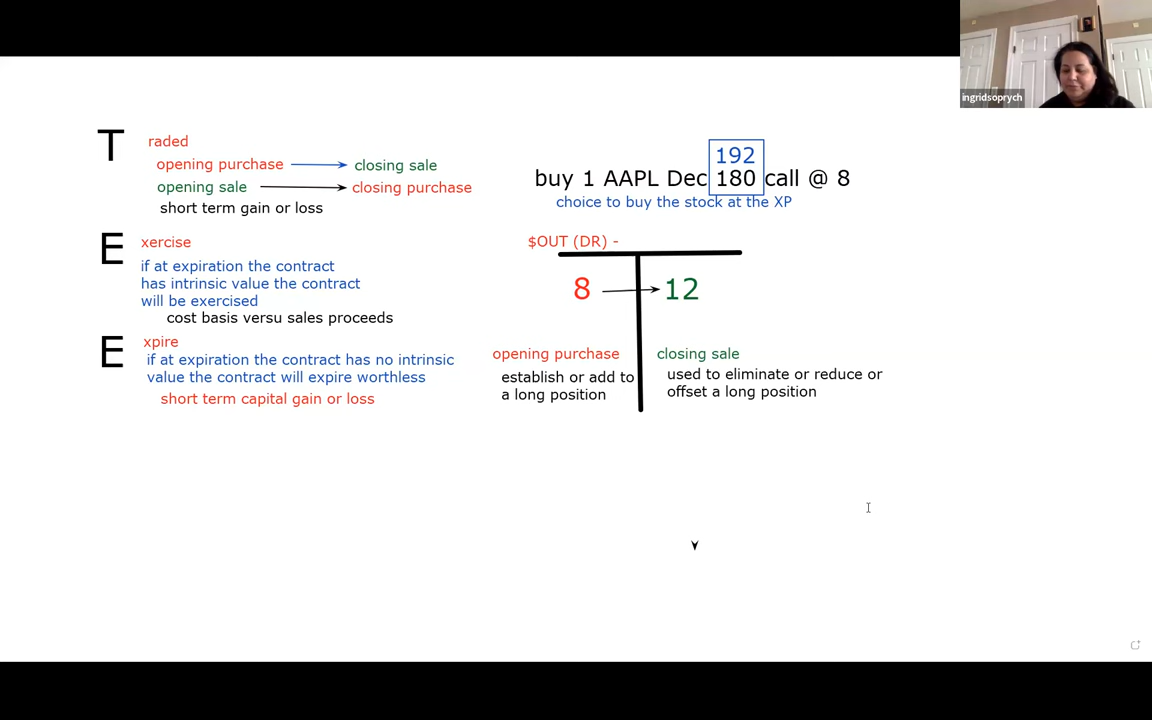 T raded
opening purchase closing sale
opening sale closing purchase
short term gain or loss
E xercise
if at expiration the contract
has intrinsic value the contract
will be exercised
cost basis versu sales proceeds
E xpire
if at expiration the contract has no intrinsic
value the contract will expire worthless
short term capital gain or loss
192
buy 1 AAPL Dec 180 call @ 8
choice to buy the stock at the XP
$OUT (DR) -
8 12
opening purchase
establish or add to
a long position
closing sale
used to eliminate or reduce or
offset a long position
ingridsoprych